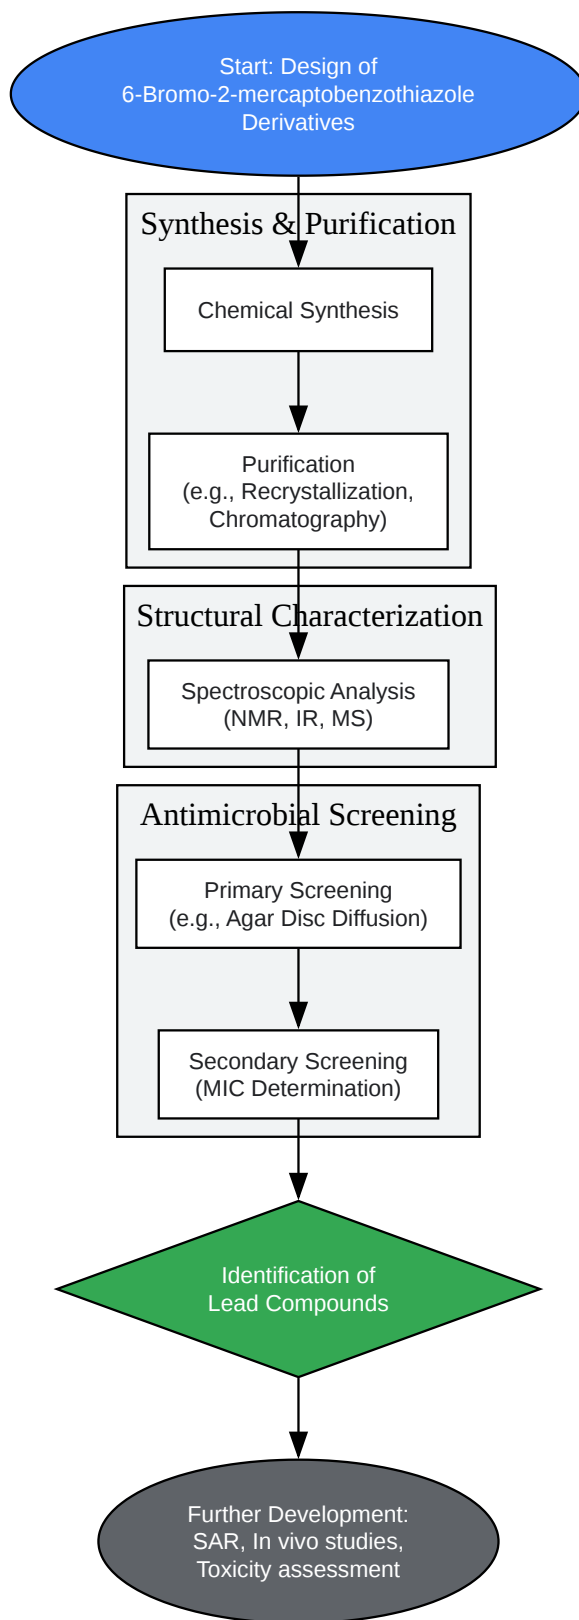 Start: Design of
6-Bromo-2-mercaptobenzothiazole
Derivatives
Synthesis & Purification
Chemical Synthesis
Purification
(e.g., Recrystallization,
Chromatography)
Structural Characterization
Spectroscopic Analysis
(NMR, IR, MS)
Antimicrobial Screening
Primary Screening
(e.g., Agar Disc Diffusion)
Secondary Screening
(MIC Determination)
Identification of
Lead Compounds
Further Development:
SAR, In vivo studies,
Toxicity assessment